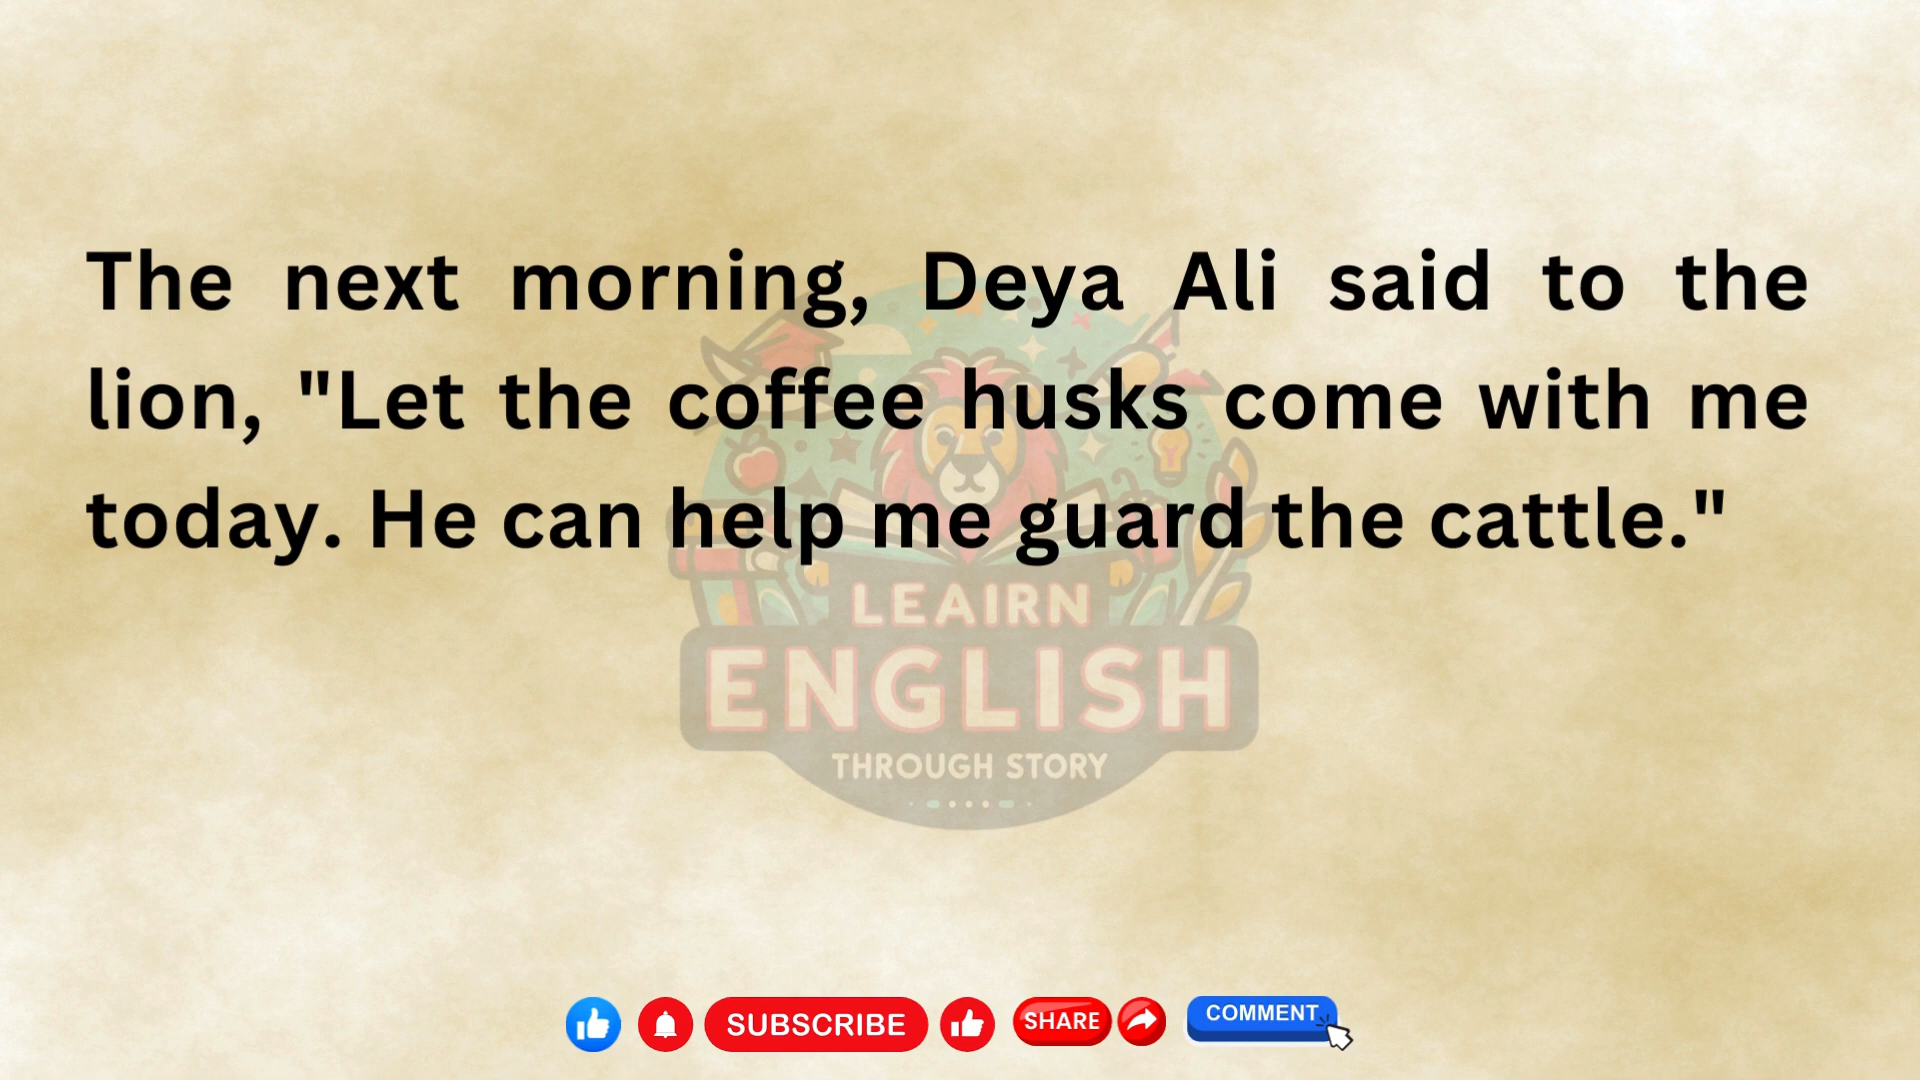 The next morning, Deya Ali said to the
lion, "Let the coffee husks come with me
today. He can help me guard the cattle."
LEAIRN
ENGLISH
THROUGH STORY
SUBSCRIBE
SHARE
COMMENT